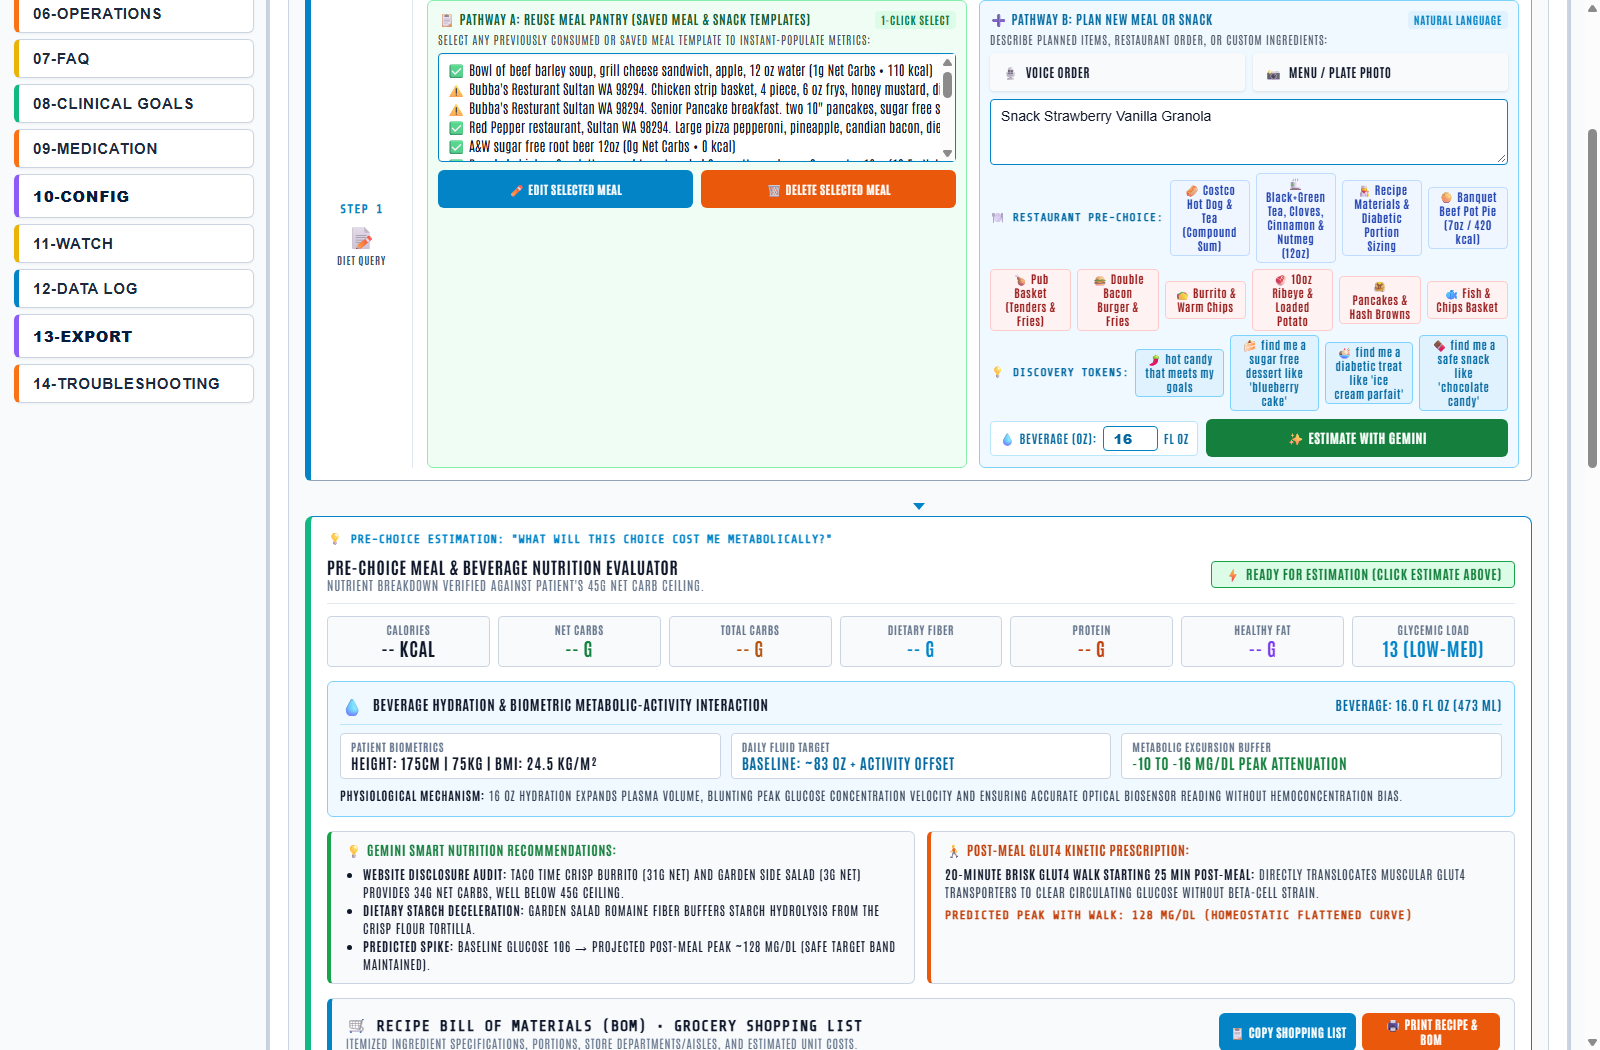 06-OPERATIONS
07-FAQ
08-CLINICAL GOALS
09-MEDICATION
10-CONFIG
11-WATCH
12-DATA LOG
13-EXPORT
14-TROUBLESHOOTING
STEP 1
DIET QUERY
PATHWAY A: REUSE MEAL PANTRY (SAVED MEAL & SNACK TEMPLATES)
1-CLICK SELECT
SELECT ANY PREVIOUSLY CONSUMED OR SAVED MEAL TEMPLATE TO INSTANT-POPULATE METRICS:
Bowl of beef barley soup, grill cheese sandwich, apple, 12 oz water (1g Net Carbs • 110 kcal)
Bubba's Resturant Sultan WA 98294. Chicken strip basket, 4 piece, 6 oz frys, honey mustard, di
Bubba's Resturant Sultan WA 98294. Senior Pancake breakfast. two 10" pancakes, sugar free s
Red Pepper restaurant, Sultan WA 98294. Large pizza pepperoni, pineapple, candian bacon, die
A&W sugar free root beer 12oz (0g Net Carbs • 0 kcal)
EDIT SELECTED MEAL
DELETE SELECTED MEAL
PATHWAY B: PLAN NEW MEAL OR SNACK
NATURAL LANGUAGE
DESCRIBE PLANNED ITEMS, RESTAURANT ORDER, OR CUSTOM INGREDIENTS:
VOICE ORDER
MENU / PLATE PHOTO
Snack Strawberry Vanilla Granola
RESTAURANT PRE-CHOICE:
Costco
Hot Dog &
Tea
(Compound
Sum)
Black+Green
Tea, Cloves,
Cinnamon &
Nutmeg
(12oz)
Recipe
Materials &
Diabetic
Portion
Sizing
Banquet
Beef Pot Pie
(7oz / 420
kcal)
Pub
Basket
(Tenders &
Fries)
Double
Bacon
Burger &
Fries
Burrito &
Warm Chips
10oz
Ribeye &
Loaded
Potato
Pancakes &
Hash Browns
Fish &
Chips Basket
DISCOVERY TOKENS:
hot candy
that meets my
goals
find me a
sugar free
dessert like
'blueberry
cake'
find me a
diabetic treat
like 'ice
cream parfait'
find me a
safe snack
like
'chocolate
candy'
BEVERAGE (OZ):
16
FL OZ
ESTIMATE WITH GEMINI
PRE-CHOICE ESTIMATION: "WHAT WILL THIS CHOICE COST ME METABOLICALLY?"
PRE-CHOICE MEAL & BEVERAGE NUTRITION EVALUATOR
NUTRIENT BREAKDOWN VERIFIED AGAINST PATIENT'S 45G NET CARB CEILING.
READY FOR ESTIMATION (CLICK ESTIMATE ABOVE)
CALORIES
-- KCAL
NET CARBS
-- G
TOTAL CARBS
-- G
DIETARY FIBER
-- G
PROTEIN
-- G
HEALTHY FAT
-- G
GLYCEMIC LOAD
13 (LOW-MED)
BEVERAGE HYDRATION & BIOMETRIC METABOLIC-ACTIVITY INTERACTION
BEVERAGE: 16.0 FL OZ (473 ML)
PATIENT BIOMETRICS
HEIGHT: 175CM | 75KG | BMI: 24.5 KG/M²
DAILY FLUID TARGET
BASELINE: ~83 OZ + ACTIVITY OFFSET
METABOLIC EXCURSION BUFFER
-10 TO -16 MG/DL PEAK ATTENUATION
PHYSIOLOGICAL MECHANISM: 16 OZ HYDRATION EXPANDS PLASMA VOLUME, BLUNTING PEAK GLUCOSE CONCENTRATION VELOCITY AND ENSURING ACCURATE OPTICAL BIOSENSOR READING WITHOUT HEMOCONCENTRATION BIAS.
GEMINI SMART NUTRITION RECOMMENDATIONS:
WEBSITE DISCLOSURE AUDIT: TACO TIME CRISP BURRITO (31G NET) AND GARDEN SIDE SALAD (3G NET)
PROVIDES 34G NET CARBS, WELL BELOW 45G CEILING.
DIETARY STARCH DECELERATION: GARDEN SALAD ROMAINE FIBER BUFFERS STARCH HYDROLYSIS FROM THE
CRISP FLOUR TORTILLA.
PREDICTED SPIKE: BASELINE GLUCOSE 106 → PROJECTED POST-MEAL PEAK ~128 MG/DL (SAFE TARGET BAND
MAINTAINED).
POST-MEAL GLUT4 KINETIC PRESCRIPTION:
20-MINUTE BRISK GLUT4 WALK STARTING 25 MIN POST-MEAL: DIRECTLY TRANSLOCATES MUSCULAR GLUT4
TRANSPORTERS TO CLEAR CIRCULATING GLUCOSE WITHOUT BETA-CELL STRAIN.
PREDICTED PEAK WITH WALK: 128 MG/DL (HOMEOSTATIC FLATTENED CURVE)
RECIPE BILL OF MATERIALS (BOM) • GROCERY SHOPPING LIST
ITEMIZED INGREDIENT SPECIFICATIONS, PORTIONS, STORE DEPARTMENTS/AISLES, AND ESTIMATED UNIT COSTS.
COPY SHOPPING LIST
PRINT RECIPE &
BOM